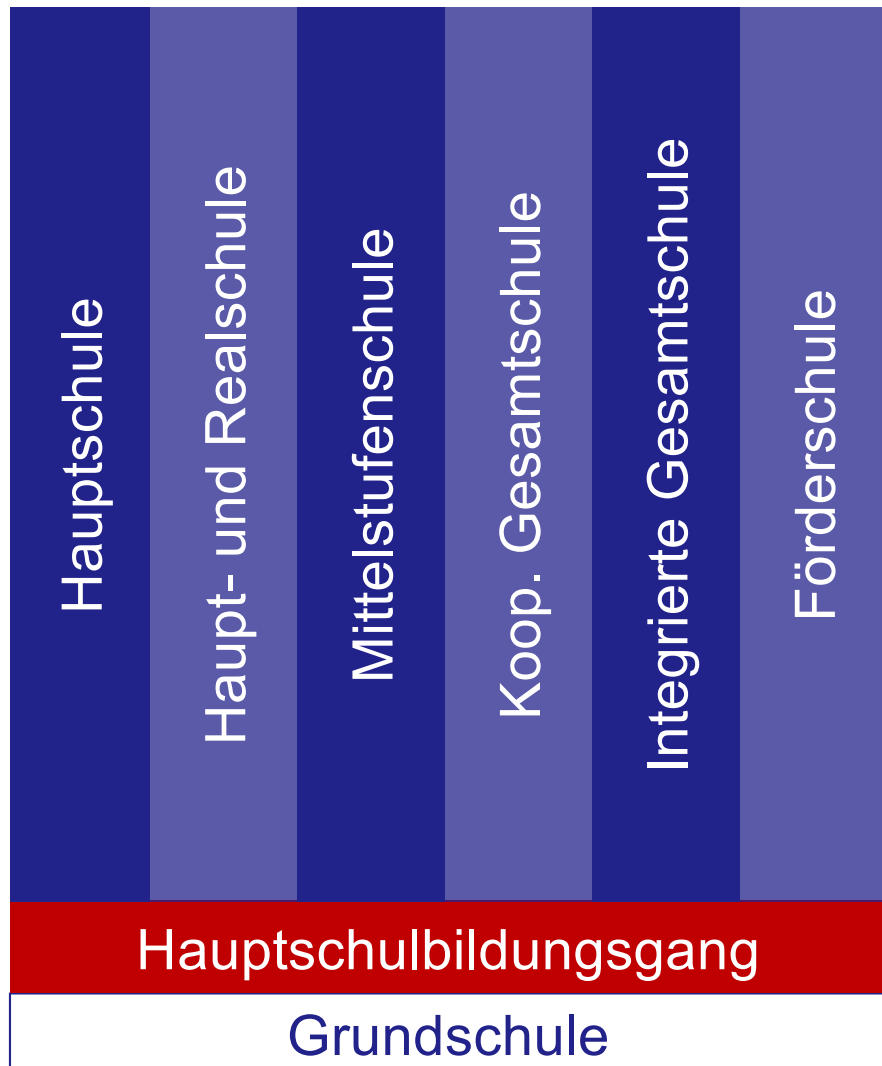 Hauptschule
Haupt- und Realschule
Mittelstufenschule
Koop. Gesamtschule
Integrierte Gesamtschule
Förderschule
Hauptschulbildungsgang
Grundschule